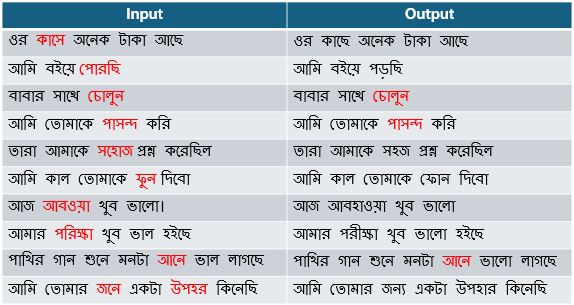 Input Output
ওর কাসে অনেক টাকা আছে ওর কাছে অনেক টাকা আছে
আমি বইয়ে পোরছি আমি বইয়ে পড়ছি
বাবার সাথে চোলুন বাবার সাথে চোলুন
আমি তোমাকে পাসন্দ করি আমি তোমাকে পাসন্দ করি
তারা আমাকে সহোজ প্রশ্ন করেছিল তারা আমাকে সহজ প্রশ্ন করেছিল
আমি কাল তোমাকে ফুন দিবো আমি কাল তোমাকে ফোন দিবো
আজ আবওয়া খুব ভালো। আজ আবহাওয়া খুব ভালো
আমার পরিক্ষা খুব ভাল হইছে আমার পরীক্ষা খুব ভালো হইছে
পাখির গান শুনে মনটা আনে ভাল লাগছে পাখির গান শুনে মনটা আনে ভালো লাগছে
আমি তোমার জনে একটা উপহর কিনেছি আমি তোমার জন্য একটা উপহার কিনেছি